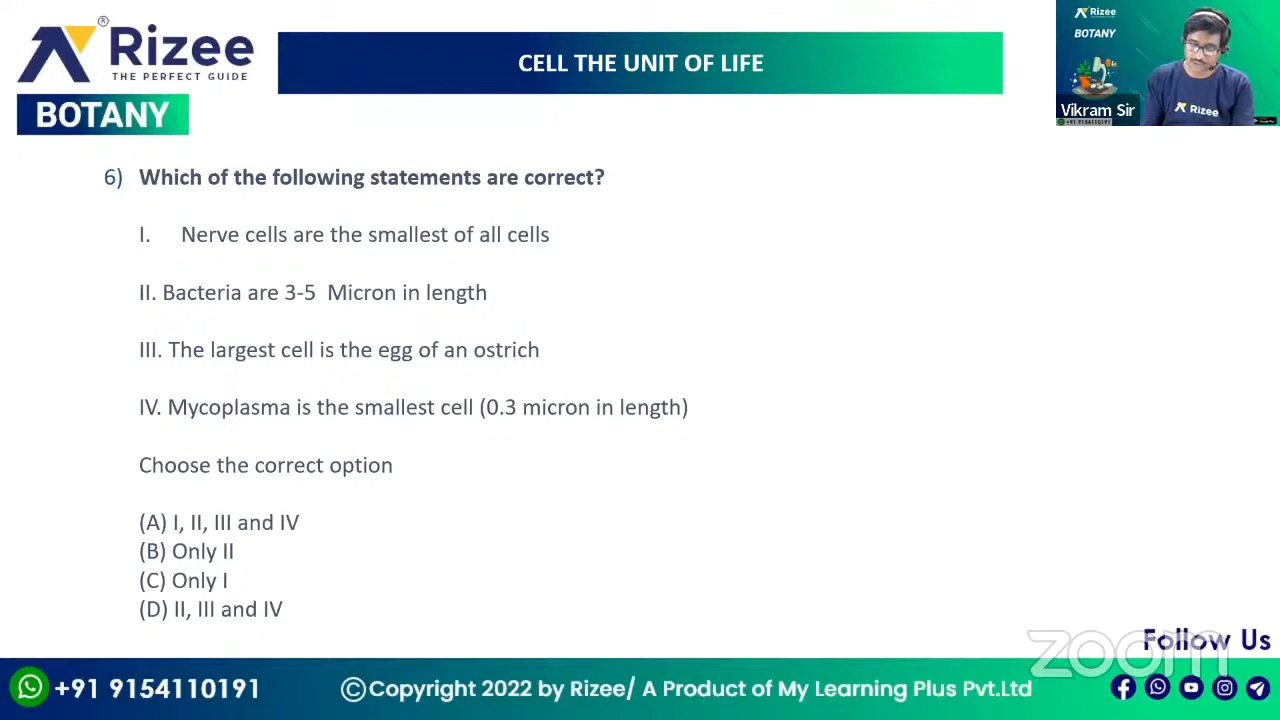 Rizee
®
THE PERFECT GUIDE
BOTANY
CELL THE UNIT OF LIFE
Rizee
BOTANY
Rizee
Vikram Sir
+91 9154110191
6) Which of the following statements are correct?
I. Nerve cells are the smallest of all cells
II. Bacteria are 3-5 Micron in length
III. The largest cell is the egg of an ostrich
IV. Mycoplasma is the smallest cell (0.3 micron in length)
Choose the correct option
(A) I, II, III and IV
(B) Only II
(C) Only I
(D) II, III and IV
zoom
Follow Us
+91 9154110191
©Copyright 2022 by Rizee/ A Product of My Learning Plus Pvt.Ltd